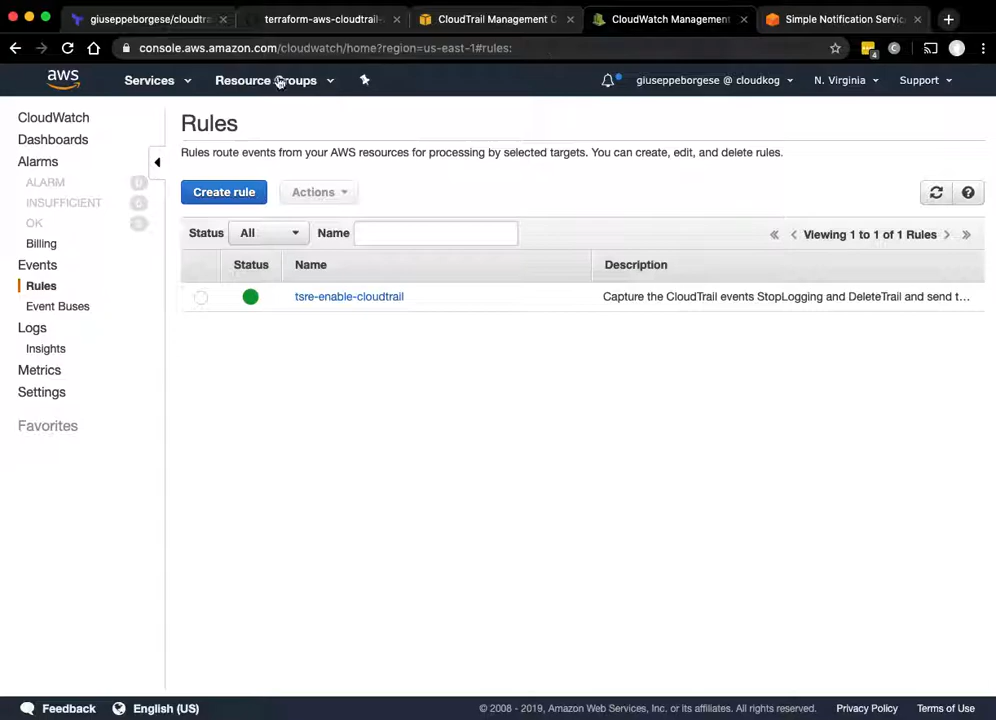 giuseppeborgese/cloudtra
terraform-aws-cloudtrail-
CloudTrail Management C
CloudWatch Management
Simple Notification Servic
console.aws.amazon.com/cloudwatch/home?region=us-east-1#rules:
4
C
aws
Services
Resource Groups
giuseppeborgese @ cloudkog
N. Virginia
Support
CloudWatch
Dashboards
Alarms
ALARM
INSUFFICIENT
OK
Billing
Events
Rules
Event Buses
Logs
Insights
Metrics
Settings
Favorites
Rules
Rules route events from your AWS resources for processing by selected targets. You can create, edit, and delete rules.
Create rule
Actions
Status
All
Name
Viewing 1 to 1 of 1 Rules
Status
Name
Description
tsre-enable-cloudtrail
Capture the CloudTrail events StopLogging and DeleteTrail and send t...
Feedback
English (US)
© 2008 - 2019, Amazon Web Services, Inc. or its affiliates. All rights reserved.
Privacy Policy
Terms of Use